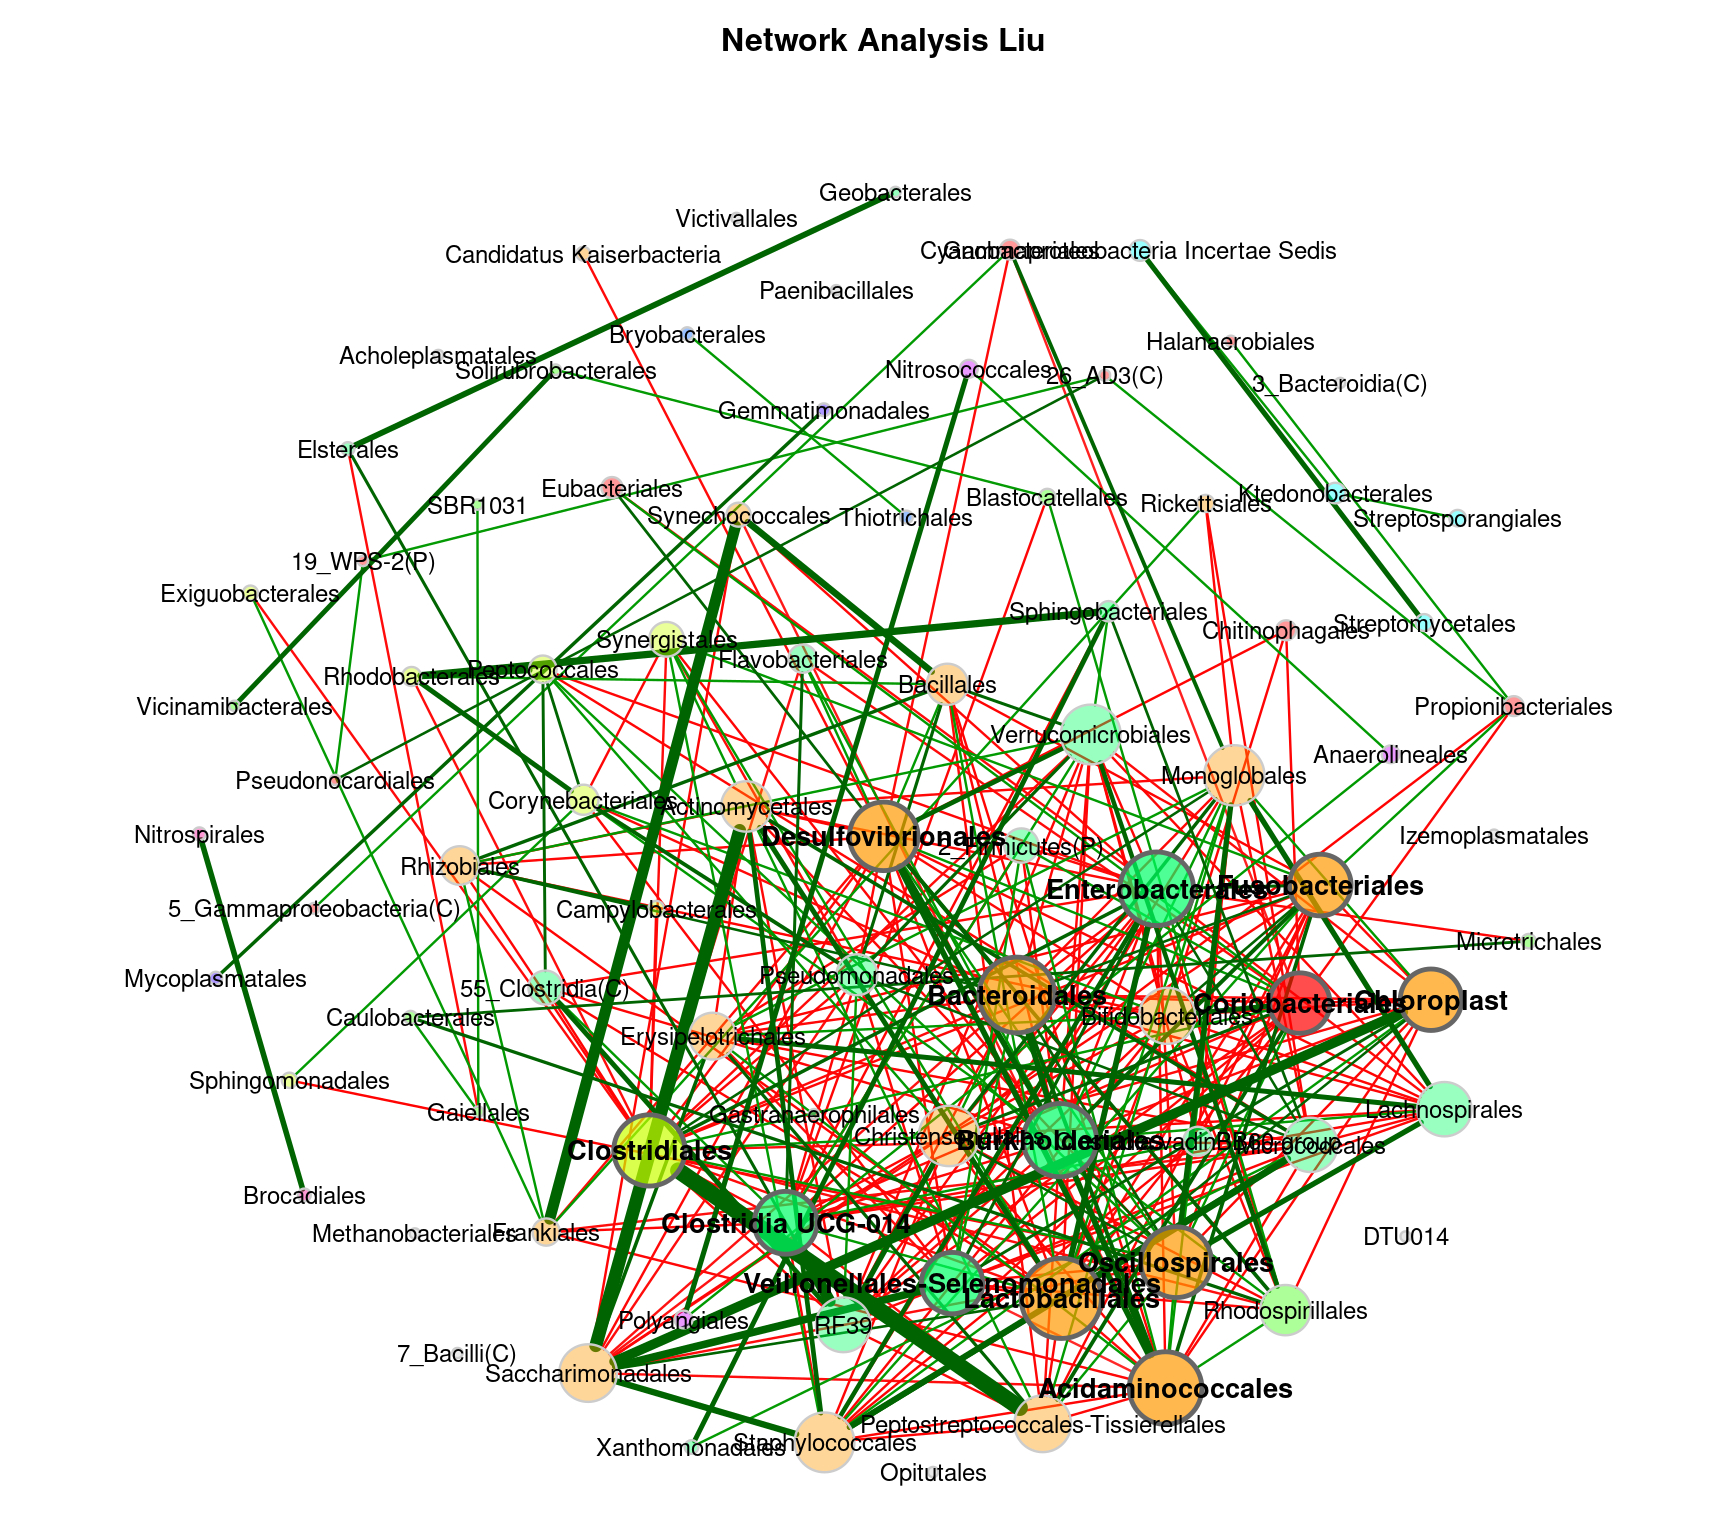 Network Analysis Liu
Geobacterales
Victivallales
Candidatus Kaiserbacteria
Cyanobacteriales
Gammaproteobacteria Incertae Sedis
Paenibacillales
Bryobacterales
Halanaerobiales
Acholeplasmatales
Solirubrobacterales
Nitrosococcales
26_AD3(C)
3_Bacteroidia(C)
Gemmatimonadales
Elsterales
Eubacteriales
SBR1031
Synechococcales
Thiotrichales
Blastocatellales
Rickettsiales
Ktedonobacterales
Streptosporangiales
19_WPS-2(P)
Exiguobacterales
Sphingobacteriales
Chitinophagales
Streptomycetales
Synergistales
Flavobacteriales
Rhodobacterales
Peptococcales
Bacillales
Vicinamibacterales
Propionibacteriales
Verrucomicrobiales
Anaerolineales
Pseudonocardiales
Monoglobales
Corynebacteriales
Actinomycetales
Nitrospirales
Desulfovibrionales
2_Firmicutes(P)
Izemoplasmatales
Rhizobiales
Enterobacterales
Fusobacteriales
5_Gammaproteobacteria(C)
Campylobacterales
Microtrichales
Mycoplasmatales
Pseudomonadales
55_Clostridia(C)
Bacteroidales
Coriobacteriales
Chloroplast
Caulobacterales
Bifidobacteriales
Erysipelotrichales
Sphingomonadales
Gaiellales
Gastranaerophilales
Lachnospirales
Christensenellales
Burkholderiales
Micrococcales
Clostridiales
Brocadiales
Methanobacteriales
Frankiales
Clostridia UCG-014
DTU014
Oscillospirales
Veillonellales-Selenomonadales
Lactobacillales
Rhodospirillales
Polyangiales
RF39
7_Bacilli(C)
Saccharimonadales
Acidaminococcales
Peptostreptococcales-Tissierellales
Xanthomonadales
Staphylococcales
Opitutales